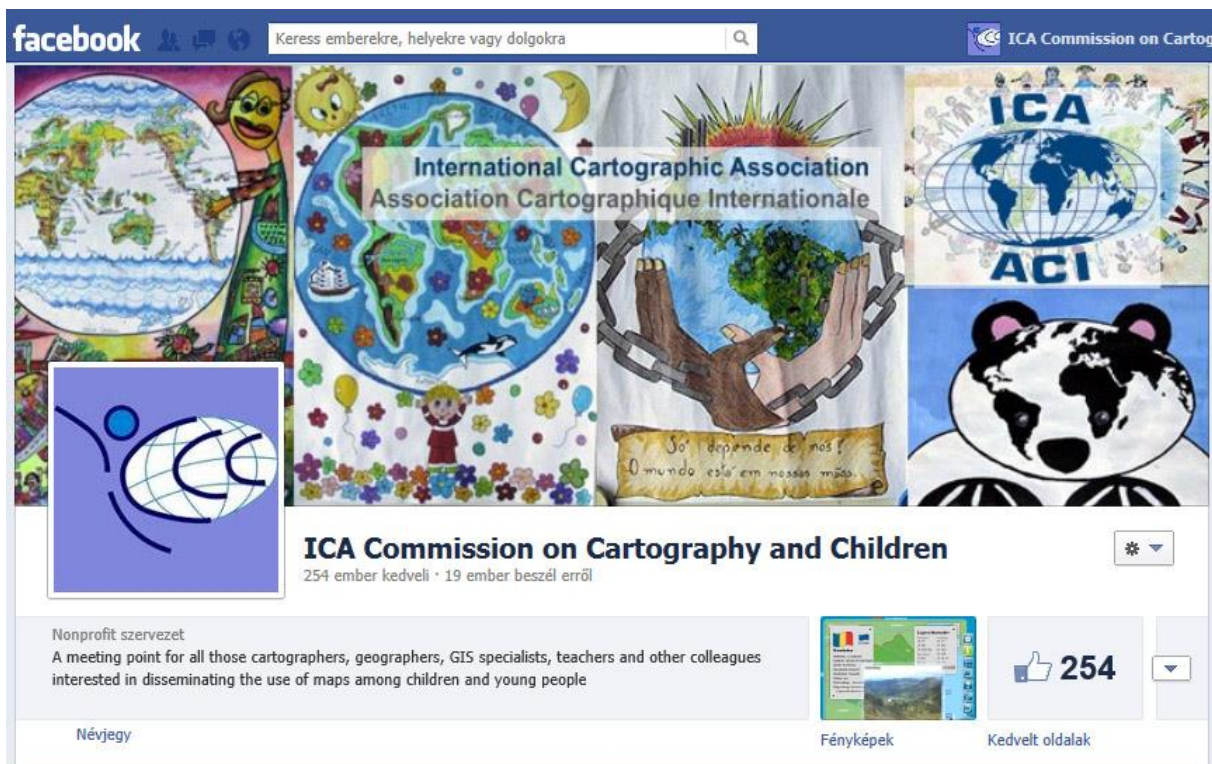 facebook
Keress emberekre, helyekre vagy dolgokra
ICA Commission on Cartog
International Cartographic Association
Association Cartographique Internationale
ICA
ACI
Só depende de nós!
O mundo está em nossas mãos.
ICA Commission on Cartography and Children
254 ember kedveli · 19 ember beszél erről
Nonprofit szervezet
A meeting point for all those cartographers, geographers, GIS specialists, teachers and other colleagues
interested in disseminating the use of maps among children and young people
254
Névjegy
Fényképek
Kedvelt oldalak